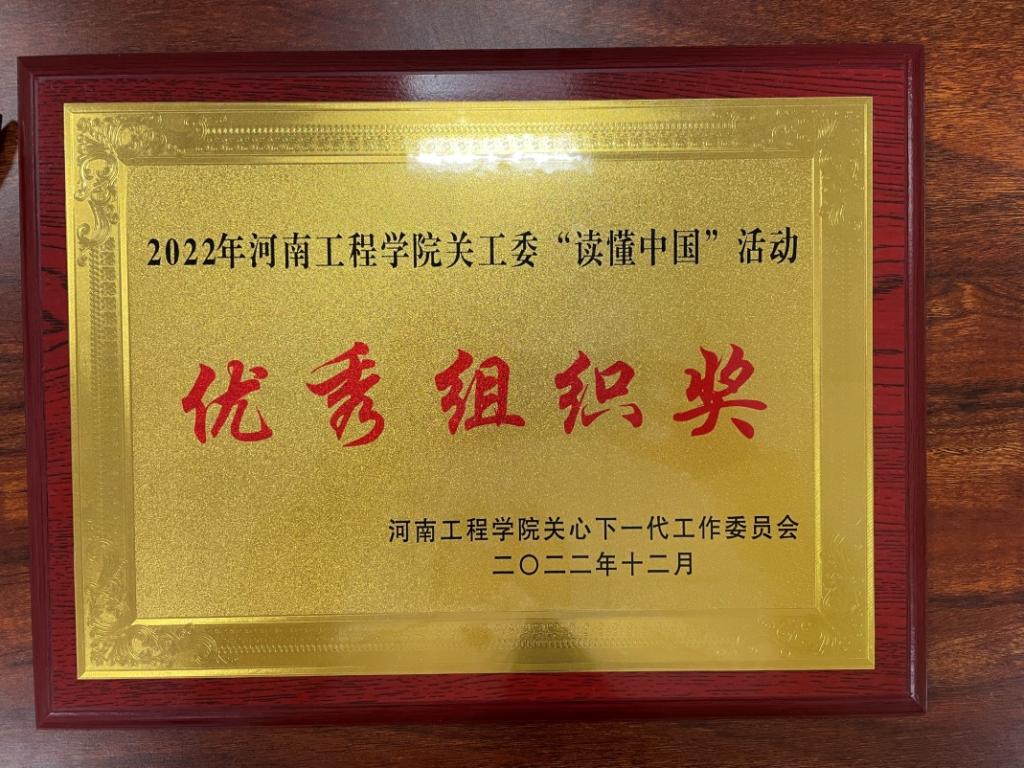 2022年河南工程学院关工委“读懂中国”活动
优秀组织奖
河南工程学院关心下一代工作委员会
二〇二二年十二月